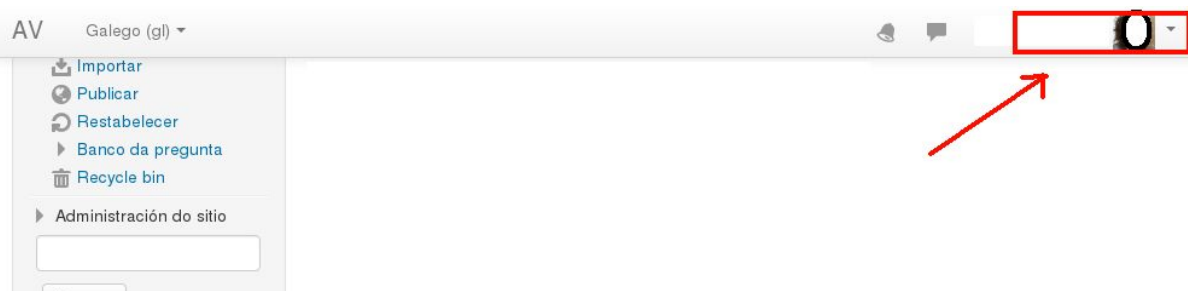 AV Galego (gl)
Importar
Publicar
Restabelecer
Banco da pregunta
Recycle bin
Administración do sitio